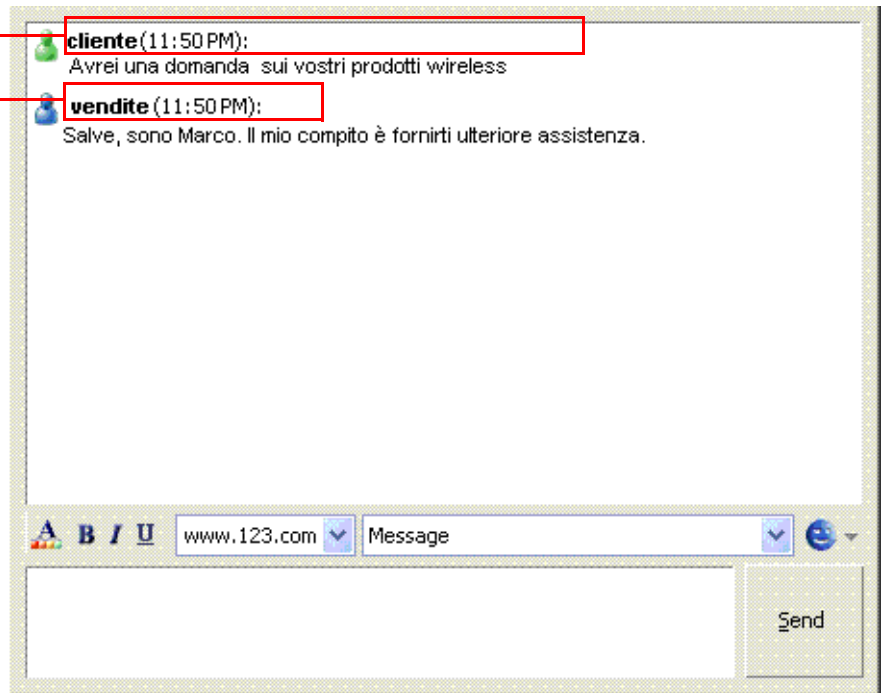 cliente (11:50 PM):
Avrei una domanda sui vostri prodotti wireless
vendite (11:50 PM):
Salve, sono Marco. Il mio compito è fornirti ulteriore assistenza.
A B I U www.123.com Message
Send